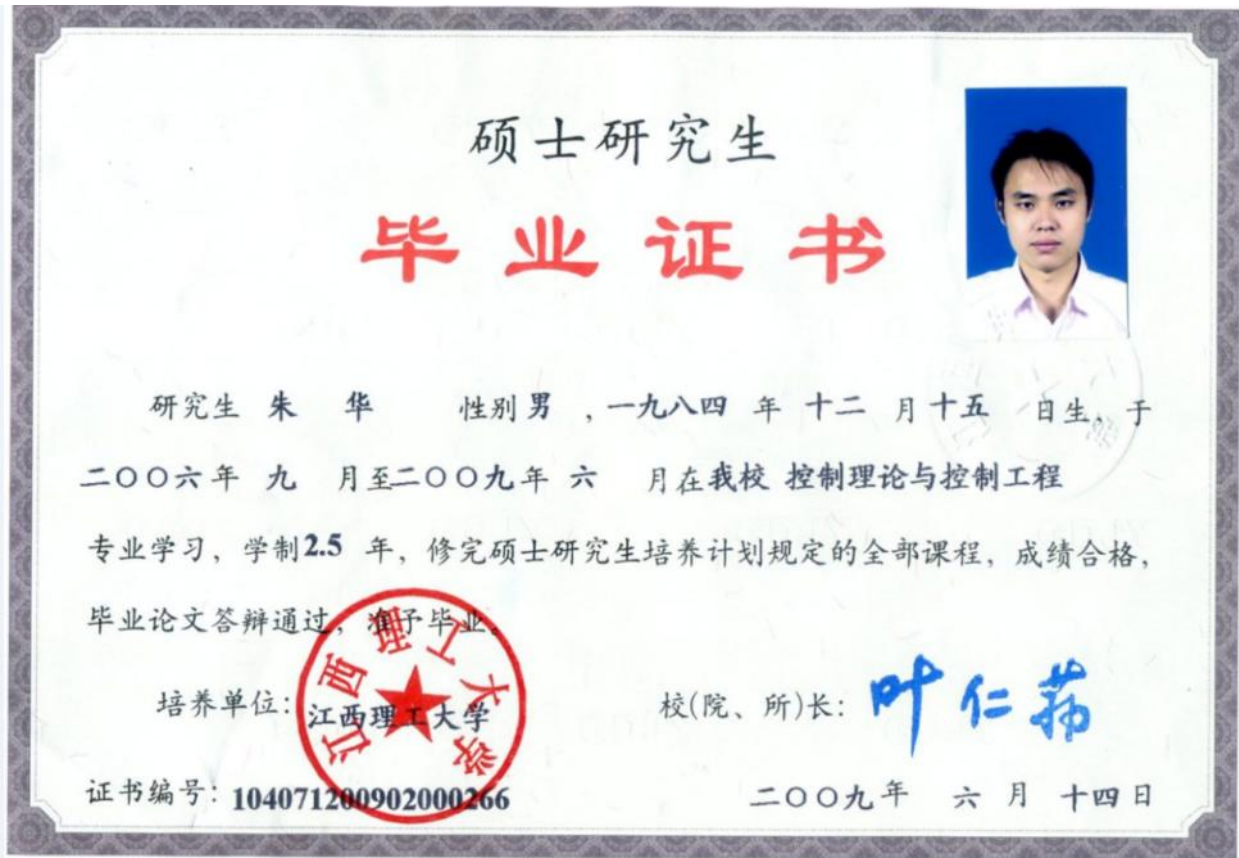 硕士研究生
毕业证书
研究生 朱 华 性别 男 ，一九八四 年 十二 月 十五 日生、于
二〇〇六年 九 月至二〇〇九年 六 月在我校 控制理论与控制工程
专业学习，学制2.5 年，修完硕士研究生培养计划规定的全部课程，成绩合格，
毕业论文答辩通过，准予毕业。
培养单位：江西理工大学 校(院、所)长：叶仁荪
江西理工大学
证书编号：104071200902000266 二〇〇九年 六 月 十四日